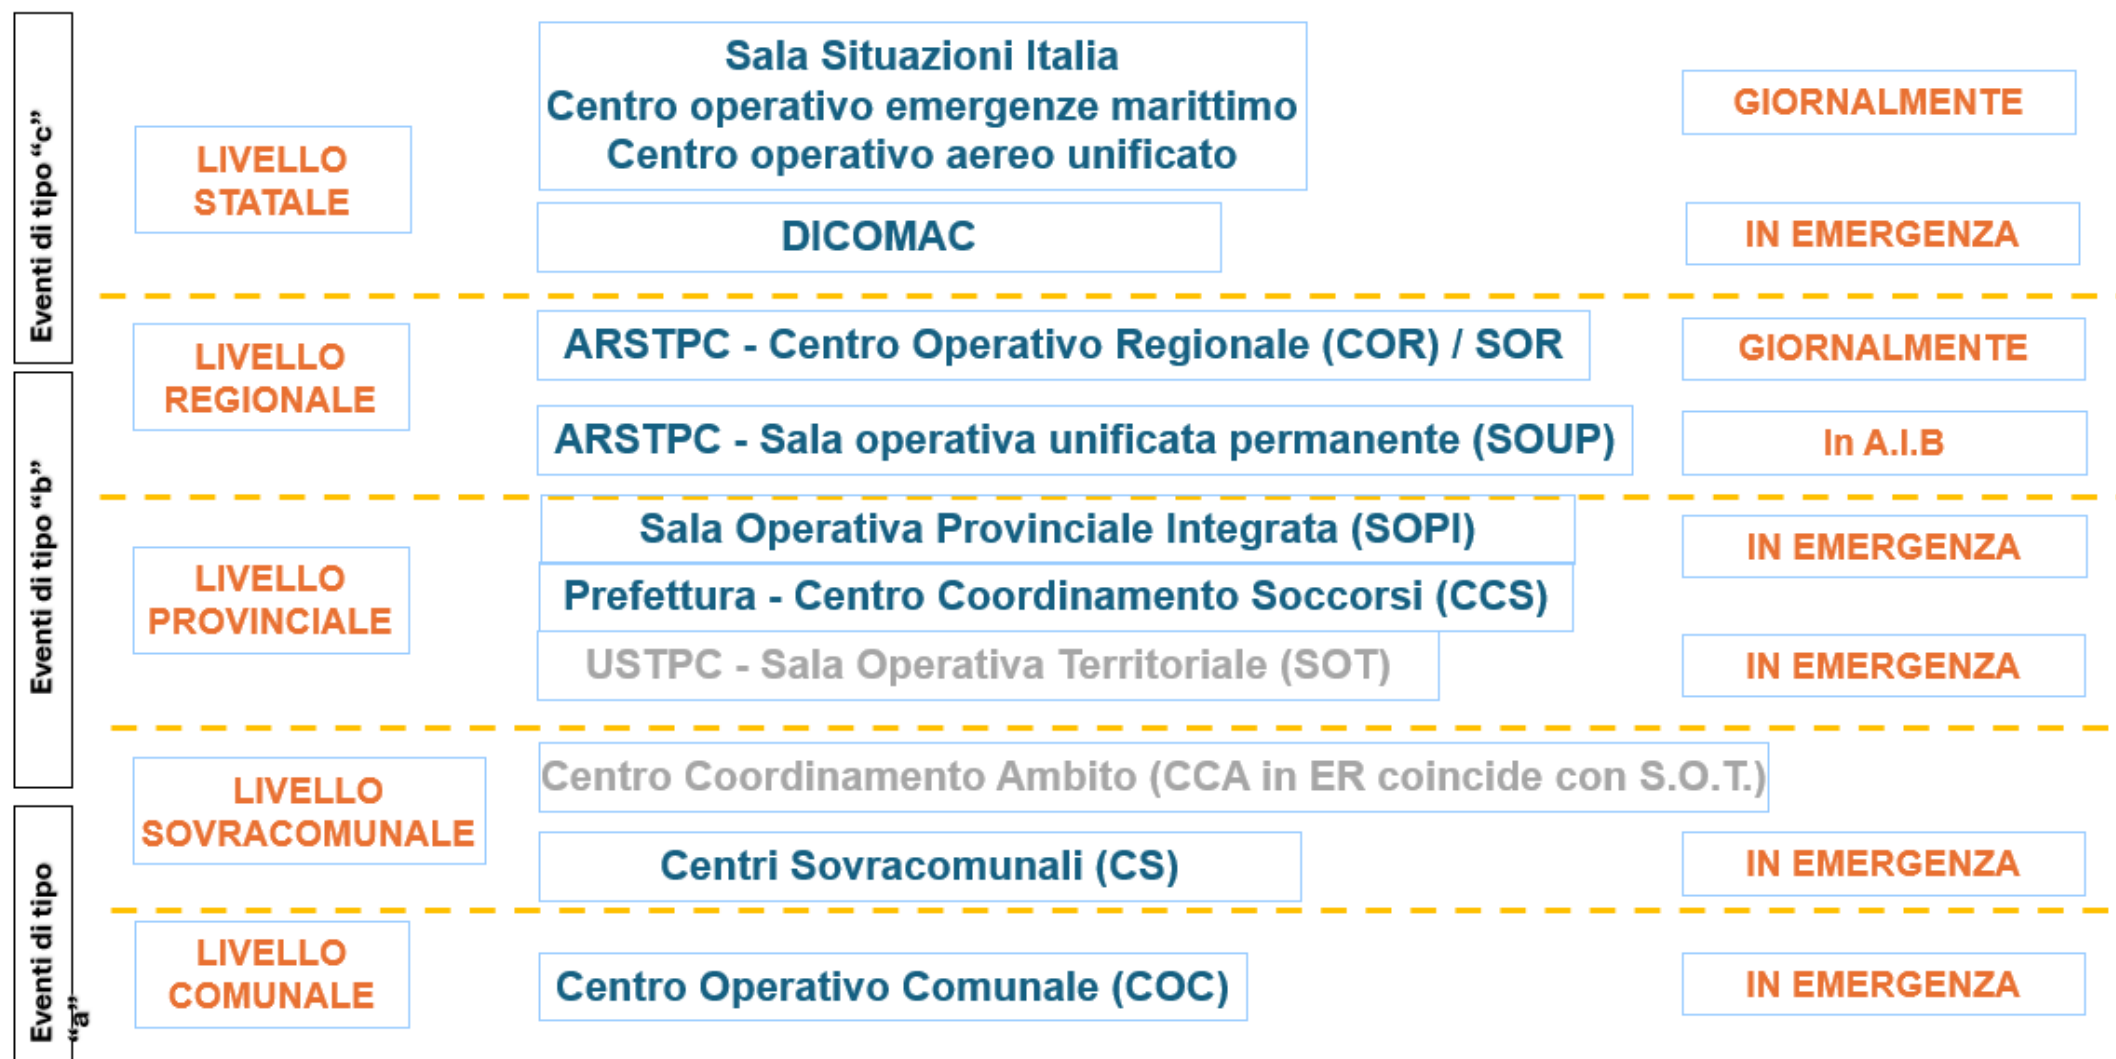 Eventi di tipo “c”
LIVELLO
STATALE
Sala Situazioni Italia
Centro operativo emergenze marittimo
Centro operativo aereo unificato
GIORNALMENTE
DICOMAC
IN EMERGENZA
LIVELLO
REGIONALE
ARSTPC - Centro Operativo Regionale (COR) / SOR
GIORNALMENTE
ARSTPC - Sala operativa unificata permanente (SOUP)
In A.I.B
Eventi di tipo “b”
LIVELLO
PROVINCIALE
Sala Operativa Provinciale Integrata (SOPI)
IN EMERGENZA
Prefettura - Centro Coordinamento Soccorsi (CCS)
USTPC - Sala Operativa Territoriale (SOT)
IN EMERGENZA
LIVELLO
SOVRACOMUNALE
Centro Coordinamento Ambito (CCA in ER coincide con S.O.T.)
Centri Sovracomunali (CS)
IN EMERGENZA
Eventi di tipo
“a”
LIVELLO
COMUNALE
Centro Operativo Comunale (COC)
IN EMERGENZA